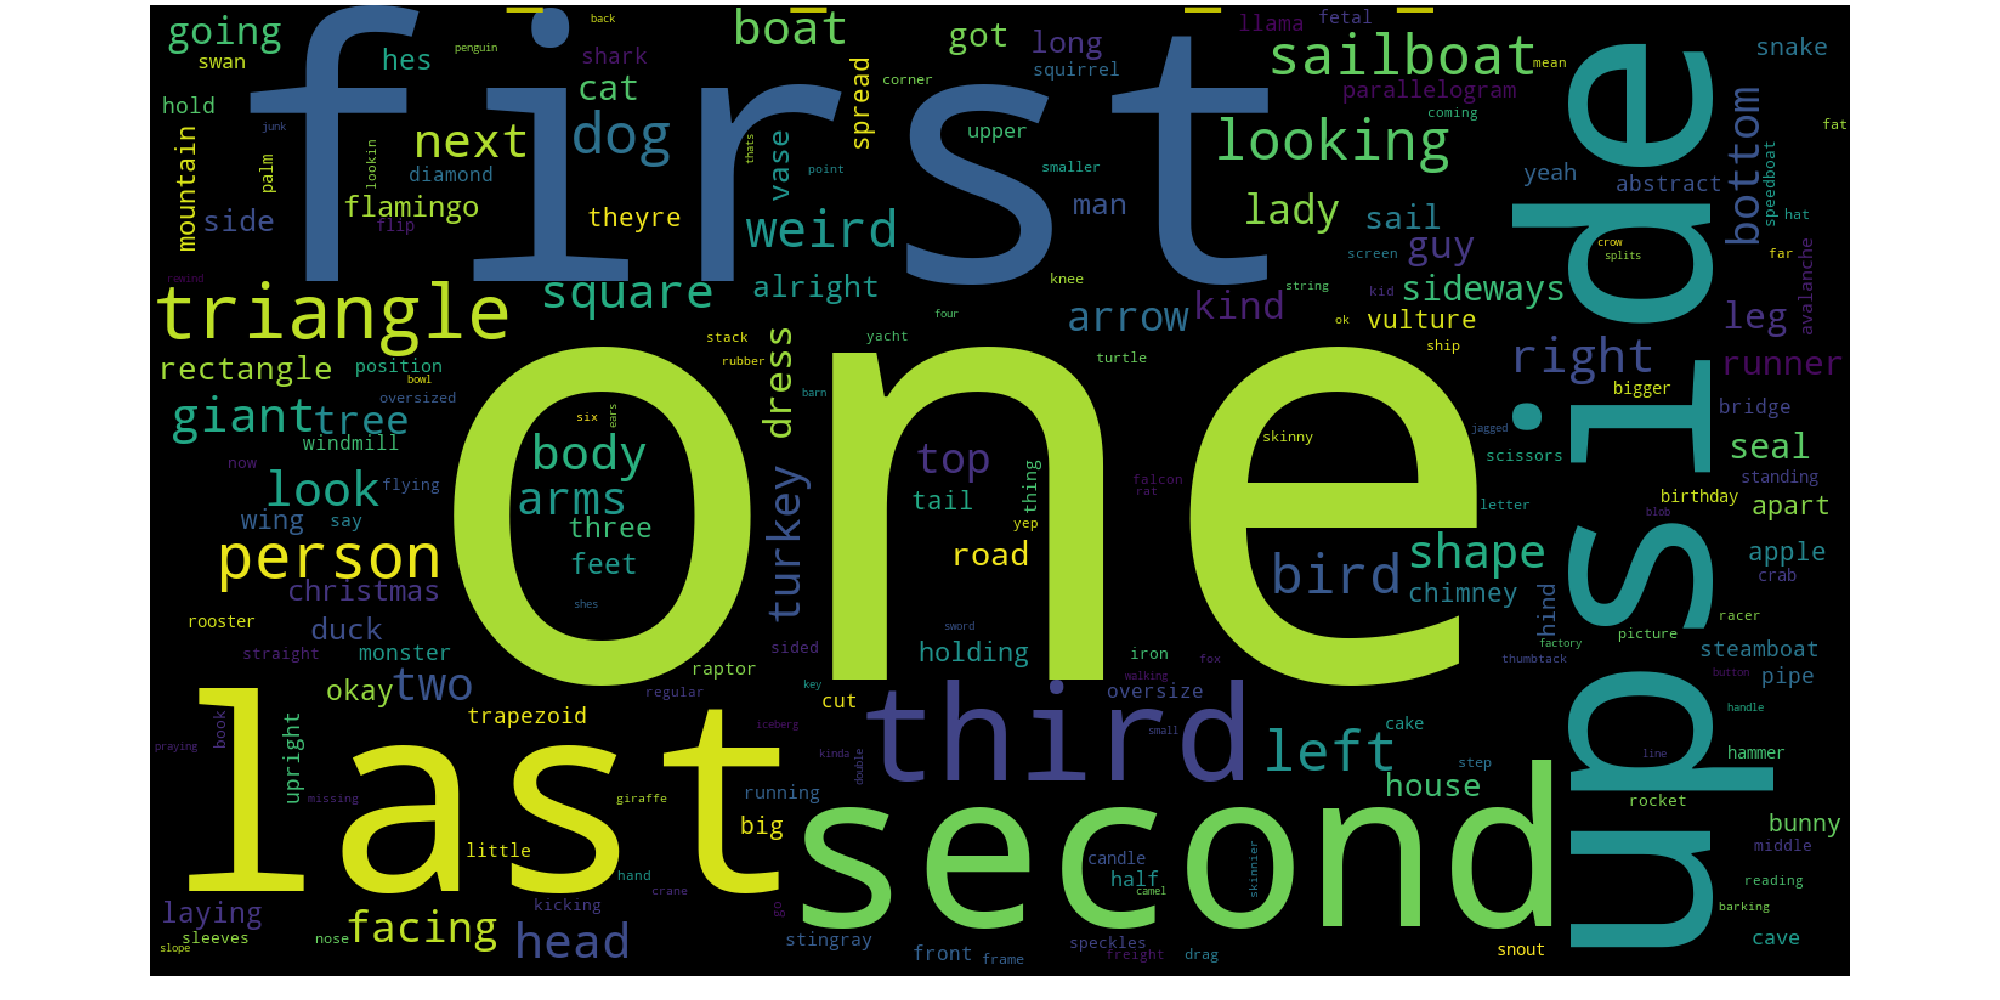 going
swan
hold
mountain
palm
side
rewind
first
hes
penguin
back
shark
cat
junk
lookin
next
dog
diamond
flamingo
flip
theyre
thats
vase
spread
boat
got
corner
long
squirrel
upper
smaller
point
man
weird
alright
knee
llama
fetal
sailboat
mean
parallelogram
coming
looking
lady
sail
screen
guy
snake
fat
bottom
speedboat
yeah
abstract
hat
crow
splits
far
avalanche
upside
triangle
square
rectangle
position
bowl
oversized
stack
rubber
dress
barn
yacht
four
turtle
arrow
kind
string
kid
sideways
ok
vulture
ship
right
bigger
leg
runner
bridge
giant
tree
windmill
now
look
flying
wing
say
person
christmas
one
six
ears
body
arms
three
feet
shes
turkey
top
tail
thing
yep
road
falcon
rat
skinny
jagged
scissors
letter
bird
shape
chimney
hind
seal
standing
birthday
apart
blob
apple
crab
rooster
duck
straight
monster
okay
two
trapezoid
raptor
regular
sided
key
cut
sword
holding
iron
fox
walking
oversize
thumbtack
factory
picture
racer
steamboat
pipe
button
handle
last
praying
book
upright
missing
giraffe
iceberg
kinda
double
running
big
little
third
small
left
cake
step
house
line
hammer
rocket
bunny
middle
second
candle
half
camel
skinnier
reading
barking
cave
laying
sleeves
slope
nose
facing
head
kicking
hand
crane
go
stingray
front
frame
speckles
freight
drag
snout